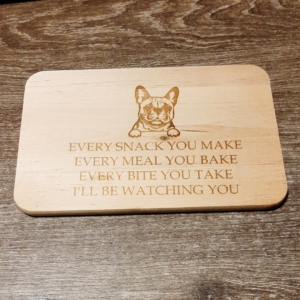 EVERY SNACK YOU MAKE
EVERY MEAL YOU BAKE
EVERY BITE YOU TAKE
I'LL BE WATCHING YOU